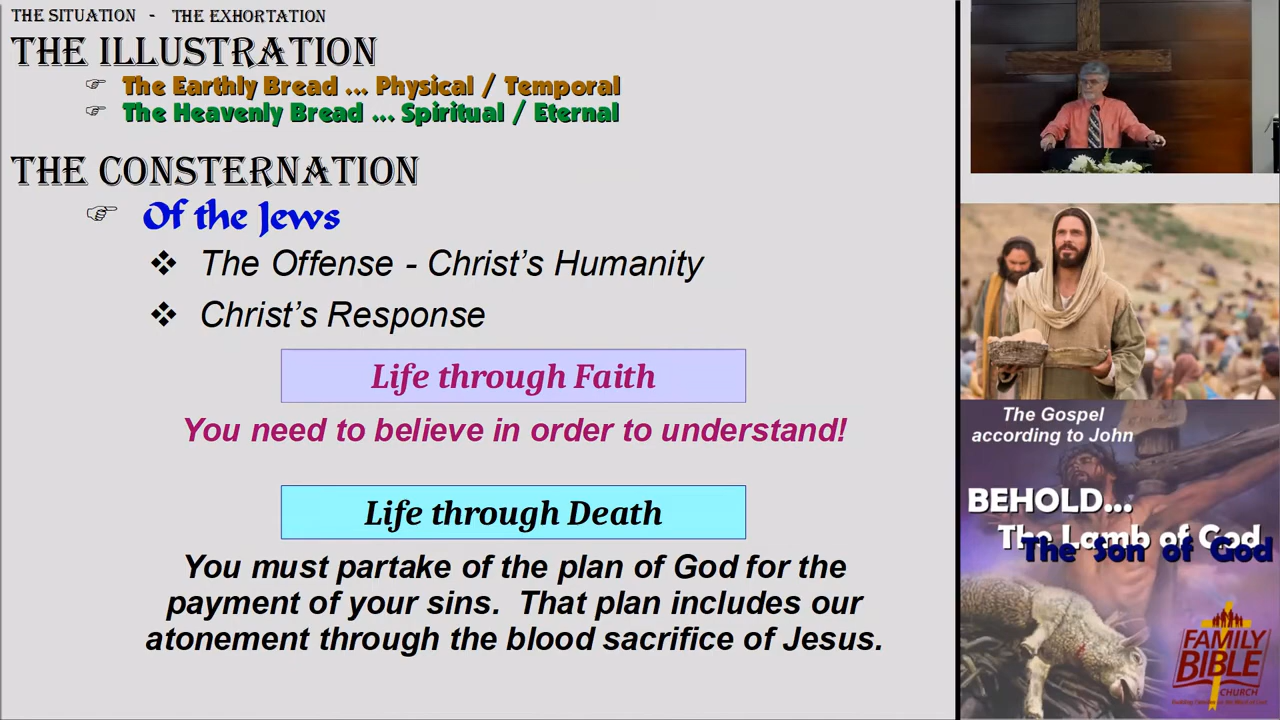 THE SITUATION - THE EXHORTATION
THE ILLUSTRATION
The Earthly Bread ... Physical / Temporal
The Heavenly Bread ... Spiritual / Eternal
THE CONSTERNATION
Of the Jews
The Offense - Christ's Humanity
Christ's Response
Life through Faith
You need to believe in order to understand!
Life through Death
You must partake of the plan of God for the
payment of your sins. That plan includes our
atonement through the blood sacrifice of Jesus.
The Gospel
according to John
BEHOLD...
The Lamb of God
The Son of God
FAMILY
BIBLE
CHURCH